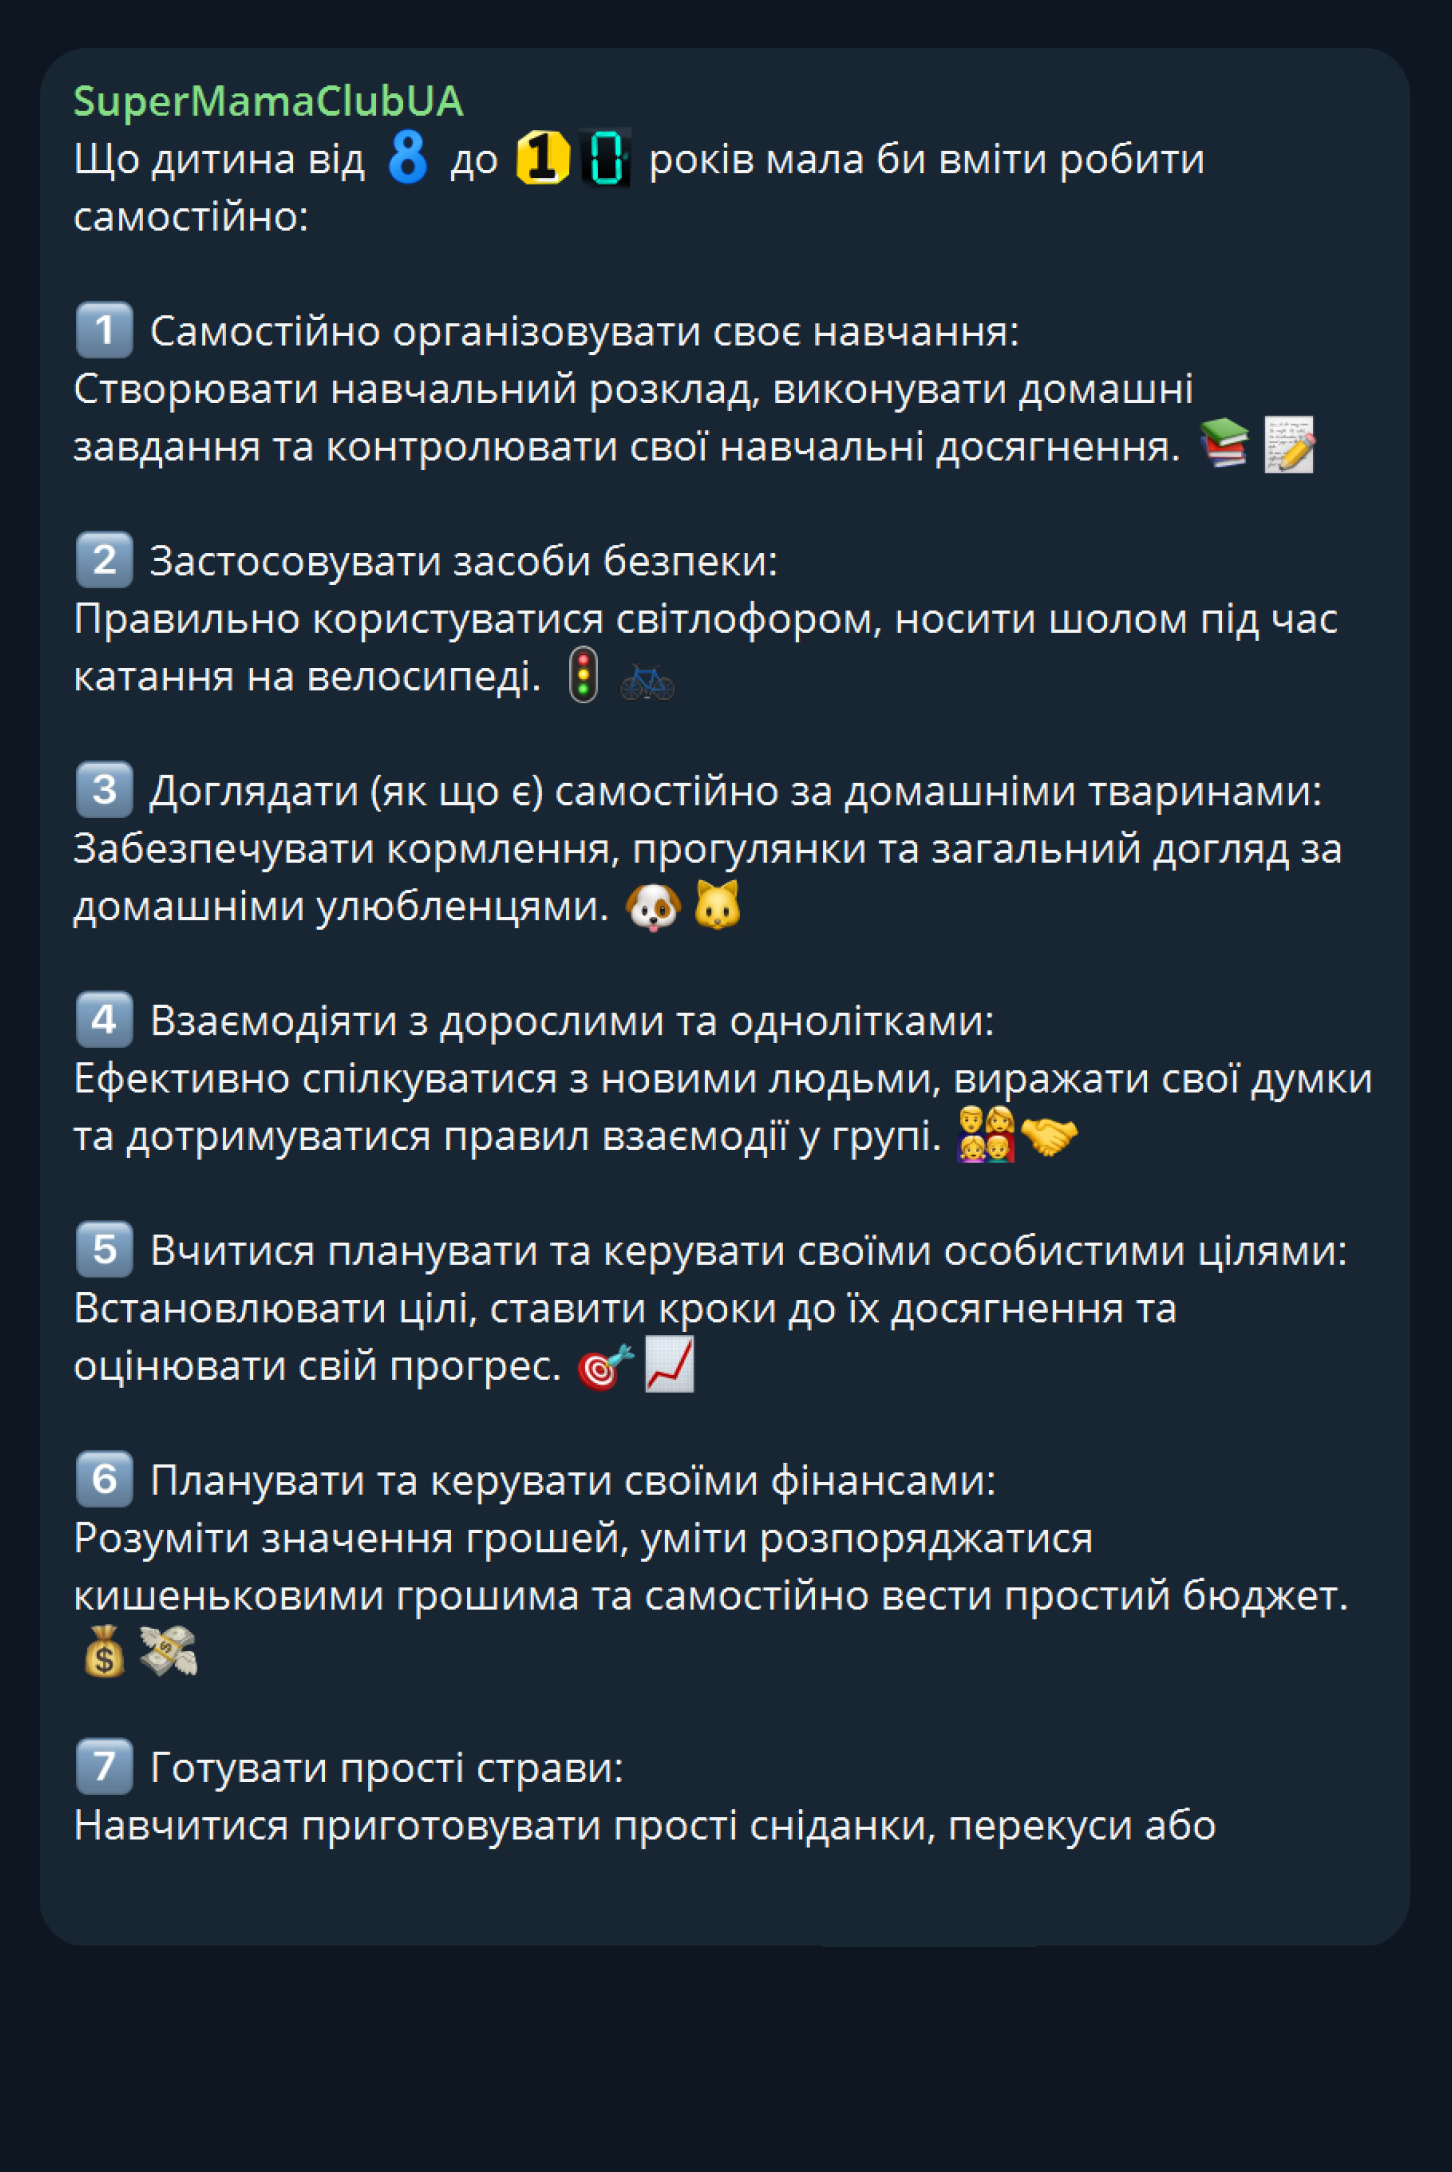 SuperMamaClubUA
Що дитина від 8 до 10 років мала би вміти робити
самостійно:
1 Самостійно організовувати своє навчання:
Створювати навчальний розклад, виконувати домашні
завдання та контролювати свої навчальні досягнення.
2 Застосовувати засоби безпеки:
Правильно користуватися світлофором, носити шолом під час
катання на велосипеді.
3 Доглядати (як що є) самостійно за домашніми тваринами:
Забезпечувати кормлення, прогулянки та загальний догляд за
домашніми улюбленцями.
4 Взаємодіяти з дорослими та однолітками:
Ефективно спілкуватися з новими людьми, виражати свої думки
та дотримуватися правил взаємодії у групі.
5 Вчитися планувати та керувати своїми особистими цілями:
Встановлювати цілі, ставити кроки до їх досягнення та
оцінювати свій прогрес.
6 Планувати та керувати своїми фінансами:
Розуміти значення грошей, уміти розпоряджатися
кишеньковими грошима та самостійно вести простий бюджет.
7 Готувати прості страви:
Навчитися приготовувати прості сніданки, перекуси або